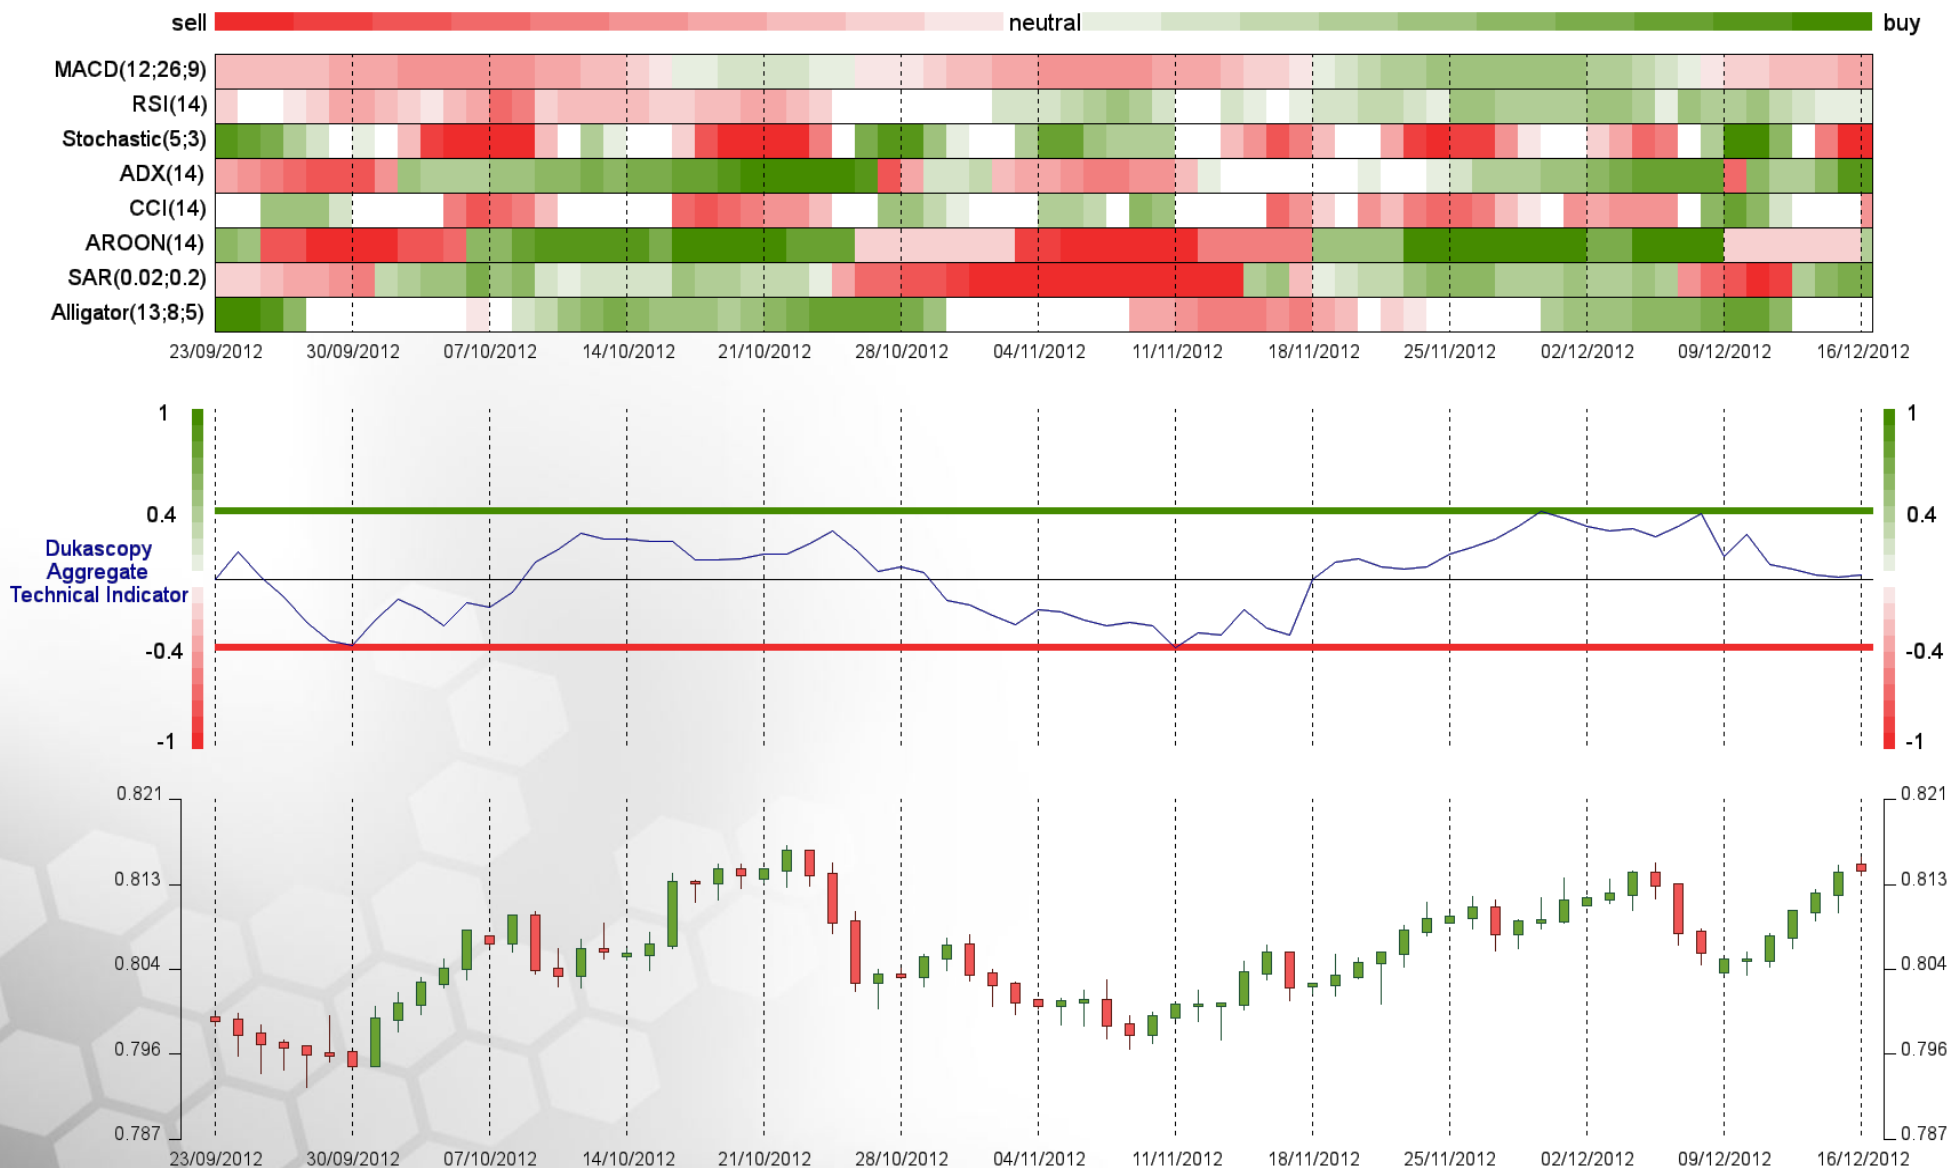 sell neutral buy
MACD(12;26;9)
RSI(14)
Stochastic(5;3)
ADX(14)
CCI(14)
AROON(14)
SAR(0.02;0.2)
Alligator(13;8;5)
23/09/2012 30/09/2012 07/10/2012 14/10/2012 21/10/2012 28/10/2012 04/11/2012 11/11/2012 18/11/2012 25/11/2012 02/12/2012 09/12/2012 16/12/2012
1 1
0.4 0.4
Dukascopy
Aggregate
Technical Indicator
-0.4 -0.4
-1 -1
0.821 0.821
0.813 0.813
0.804 0.804
0.796 0.796
0.787 0.787
23/09/2012 30/09/2012 07/10/2012 14/10/2012 21/10/2012 28/10/2012 04/11/2012 11/11/2012 18/11/2012 25/11/2012 02/12/2012 09/12/2012 16/12/2012